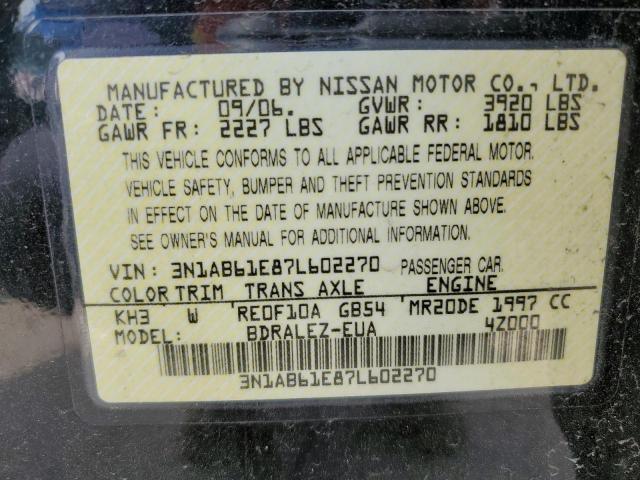 MANUFACTURED BY NISSAN MOTOR CO., LTD.
DATE: 09/06. GVWR: 3920 LBS
GAWR FR: 2227 LBS GAWR RR: 1810 LBS
THIS VEHICLE CONFORMS TO ALL APPLICABLE FEDERAL MOTOR.
VEHICLE SAFETY, BUMPER AND THEFT PREVENTION STANDARDS
IN EFFECT ON THE DATE OF MANUFACTURE SHOWN ABOVE.
SEE OWNER'S MANUAL FOR ADDITIONAL INFORMATION.
VIN: 3N1AB61E87L602270 PASSENGER CAR.
COLOR TRIM TRANS AXLE ENGINE
KH3 W RE0F10A GB54 MR20DE 1997 CC
MODEL: BDRALEZ-EUA 4Z000
3N1AB61E87L602270